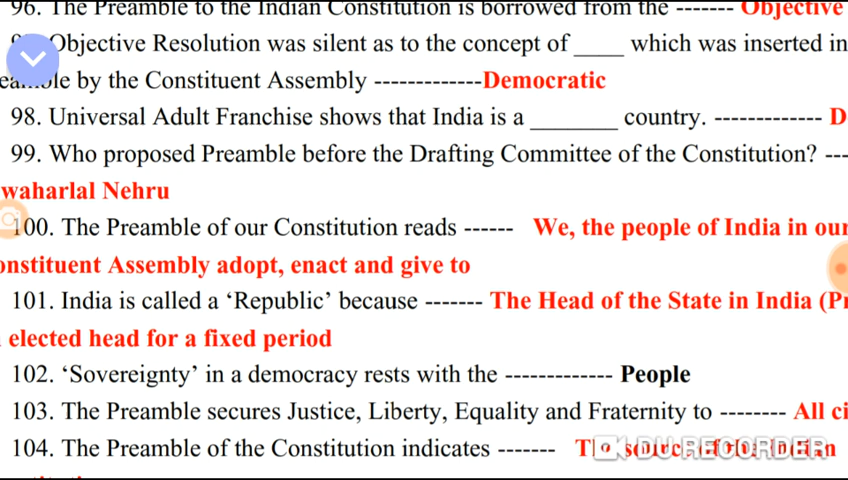 96. The Preamble to the Indian Constitution is borrowed from the ------- Objective
Objective Resolution was silent as to the concept of _____ which was inserted in
by the Constituent Assembly -------------Democratic
98. Universal Adult Franchise shows that India is a ________ country. ------------- D
99. Who proposed Preamble before the Drafting Committee of the Constitution? ---
waharlal Nehru
100. The Preamble of our Constitution reads ------ We, the people of India in our
onstituent Assembly adopt, enact and give to
101. India is called a ‘Republic’ because ------- The Head of the State in India (Pr
elected head for a fixed period
102. ‘Sovereignty’ in a democracy rests with the ------------- People
103. The Preamble secures Justice, Liberty, Equality and Fraternity to -------- All ci
104. The Preamble of the Constitution indicates ------- The source of the Indian
DU RECORDER